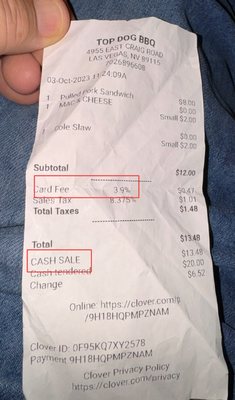 TOP DOG BBQ
4955 EAST CRAIG ROAD
LAS VEGAS, NV 89115
7026896608
03-Oct-2023 11:24:09A
1 Pulled Pork Sandwich
$8.00
1 MAC & CHEESE
$0.00
Small $2.00
1 Cole Slaw
$0.00
Small $2.00
Subtotal $12.00
Card Fee 3.9% $0.47
Sales Tax 8.375% $1.01
Total Taxes $1.48
Total $13.48
CASH SALE $13.48
Cash tendered $20.00
Change $6.52
Online: https://clover.com/p
/9H18HQPMPZNAM
Clover ID: 0F95KQ7XY2578
Payment 9H18HQPMPZNAM
Clover Privacy Policy
https://clover.com/privacy